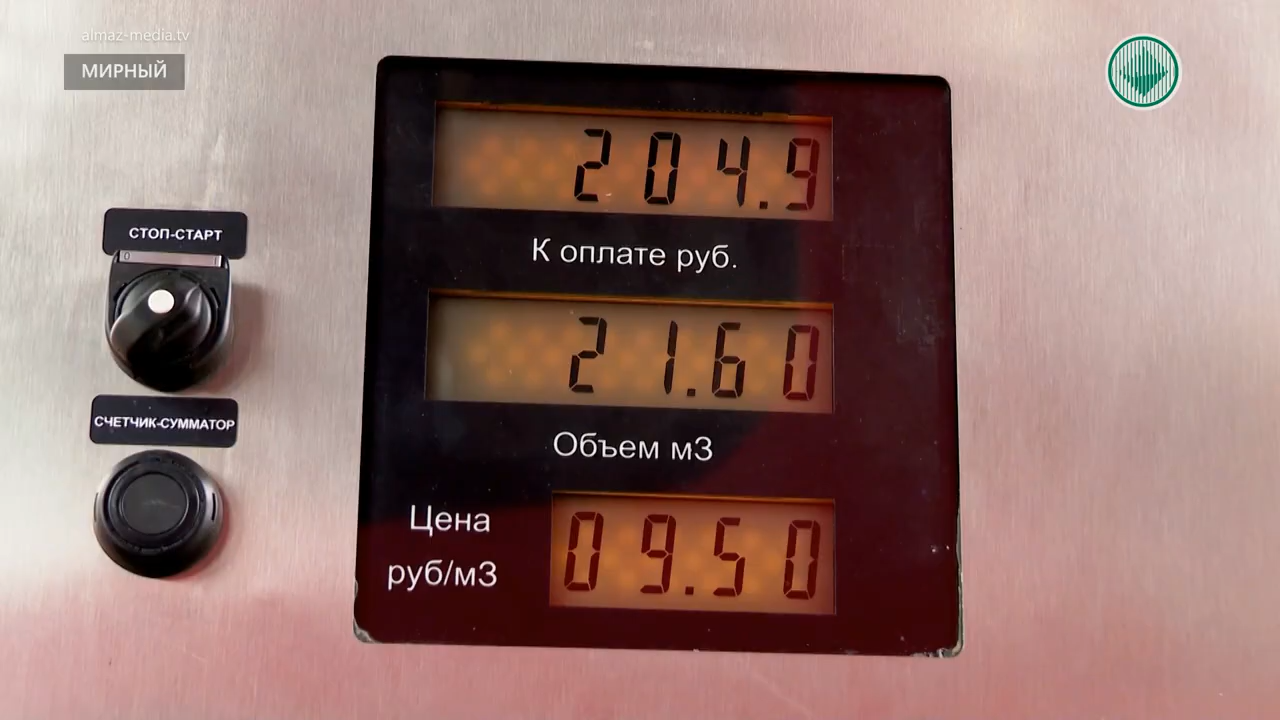 almaz-media.tv
МИРНЫЙ
204.9
К оплате руб.
СТОП-СТАРТ
0 I
21.60
Объем м3
СЧЕТЧИК-СУММАТОР
Цена
руб/м3
09.50